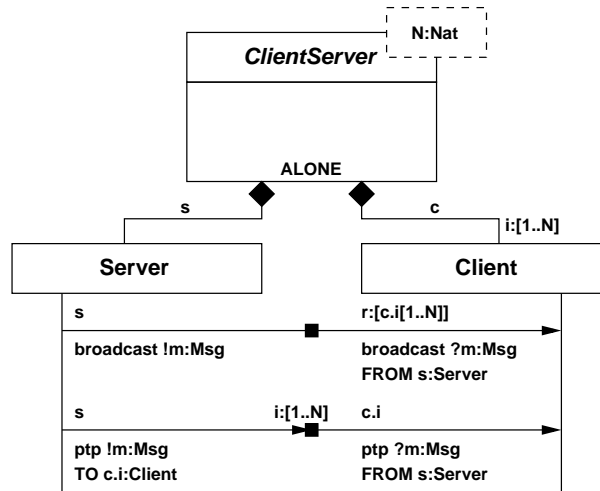 N:Nat
ClientServer
ALONE
s
c
i:[1..N]
Server
Client
s
r:[c.i[1..N]]
broadcast !m:Msg
broadcast ?m:Msg
FROM s:Server
s
i:[1..N]
c.i
ptp !m:Msg
ptp ?m:Msg
TO c.i:Client
FROM s:Server